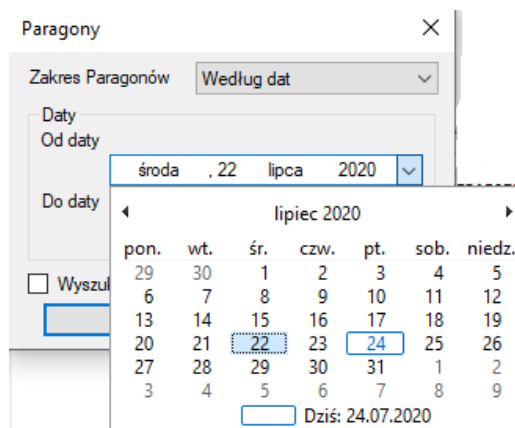 Paragony
Zakres Paragonów Według dat
Daty
Od daty
środa , 22 lipca 2020
Do daty
lipiec 2020
pon. wt. śr. czw. pt. sob. niedz.
29 30 1 2 3 4 5
6 7 8 9 10 11 12
13 14 15 16 17 18 19
20 21 22 23 24 25 26
27 28 29 30 31 1 2
3 4 5 6 7 8 9
Dziś: 24.07.2020